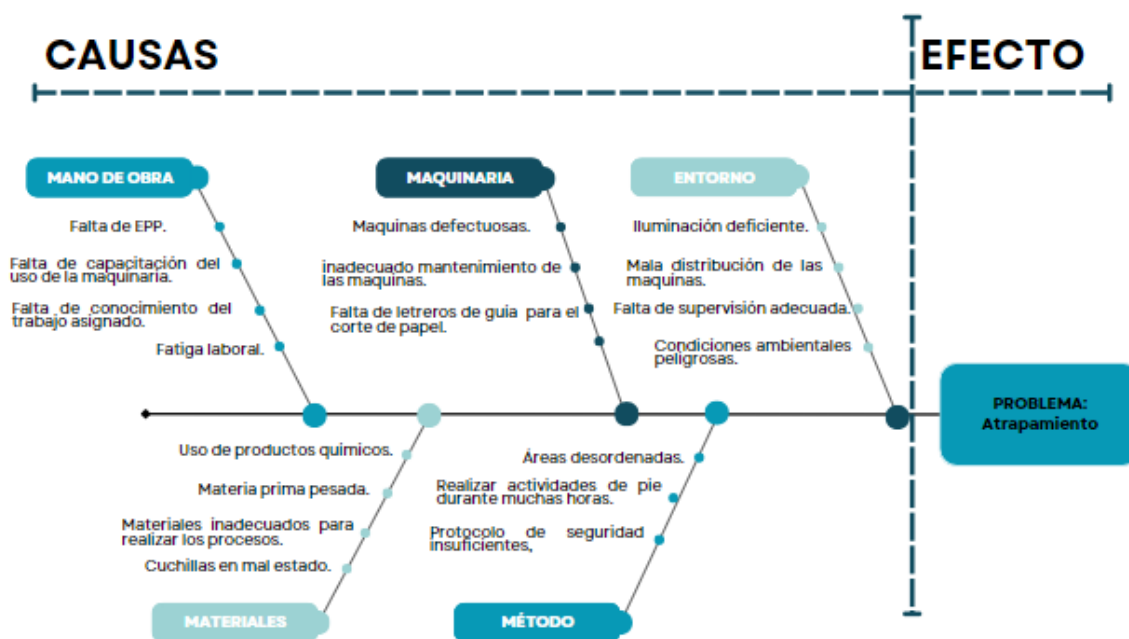 CAUSAS
EFECTO
MANO DE OBRA
Falta de EPP.
Falta de capacitación del
uso de la maquinaria.
Falta de conocimiento del
trabajo asignado.
Fatiga laboral.
MAQUINARIA
Maquinas defectuosas.
inadecuado mantenimiento de
las maquinas.
Falta de letreros de guia para el
corte de papel.
ENTORNO
Iluminación deficiente.
Mala distribución de las
maquinas.
Falta de supervisión adecuada.
Condiciones ambientales
peligrosas.
PROBLEMA:
Atrapamiento
Uso de productos quimicos.
Materia prima pesada.
Materiales inadecuados para
realizar los procesos.
Cuchillas en mal estado.
MATERIALES
Áreas desordenadas.
Realizar actividades de pie
durante muchas horas.
Protocolo de seguridad
insuficientes,
MÉTODO